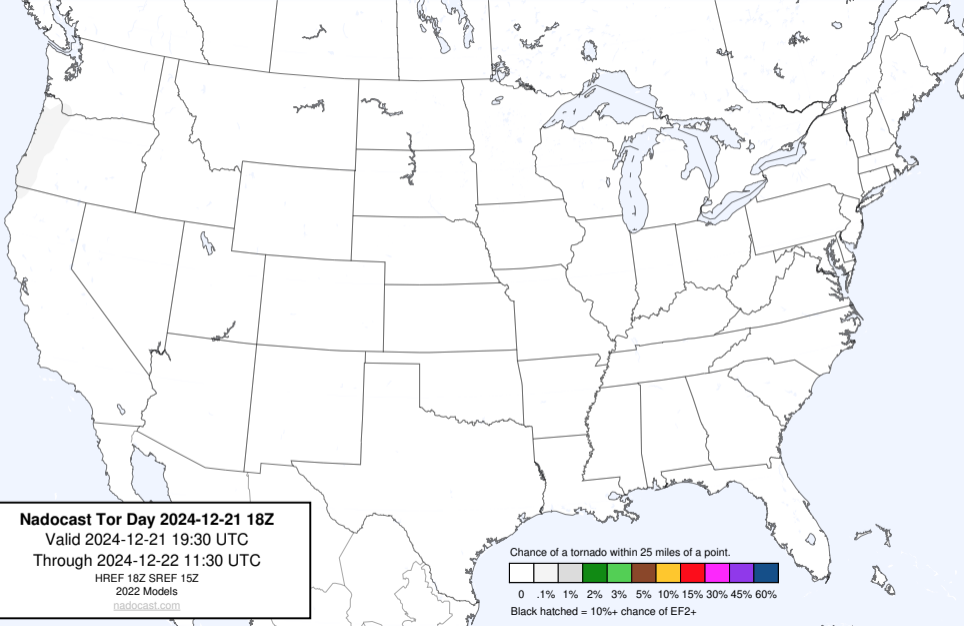 Nadocast Tor Day 2024-12-21 18Z
Valid 2024-12-21 19:30 UTC
Through 2024-12-22 11:30 UTC
HREF 18Z SREF 15Z
2022 Models
nadocast.com
Chance of a tornado within 25 miles of a point.
0 .1% 1% 2% 3% 5% 10% 15% 30% 45% 60%
Black hatched = 10%+ chance of EF2+